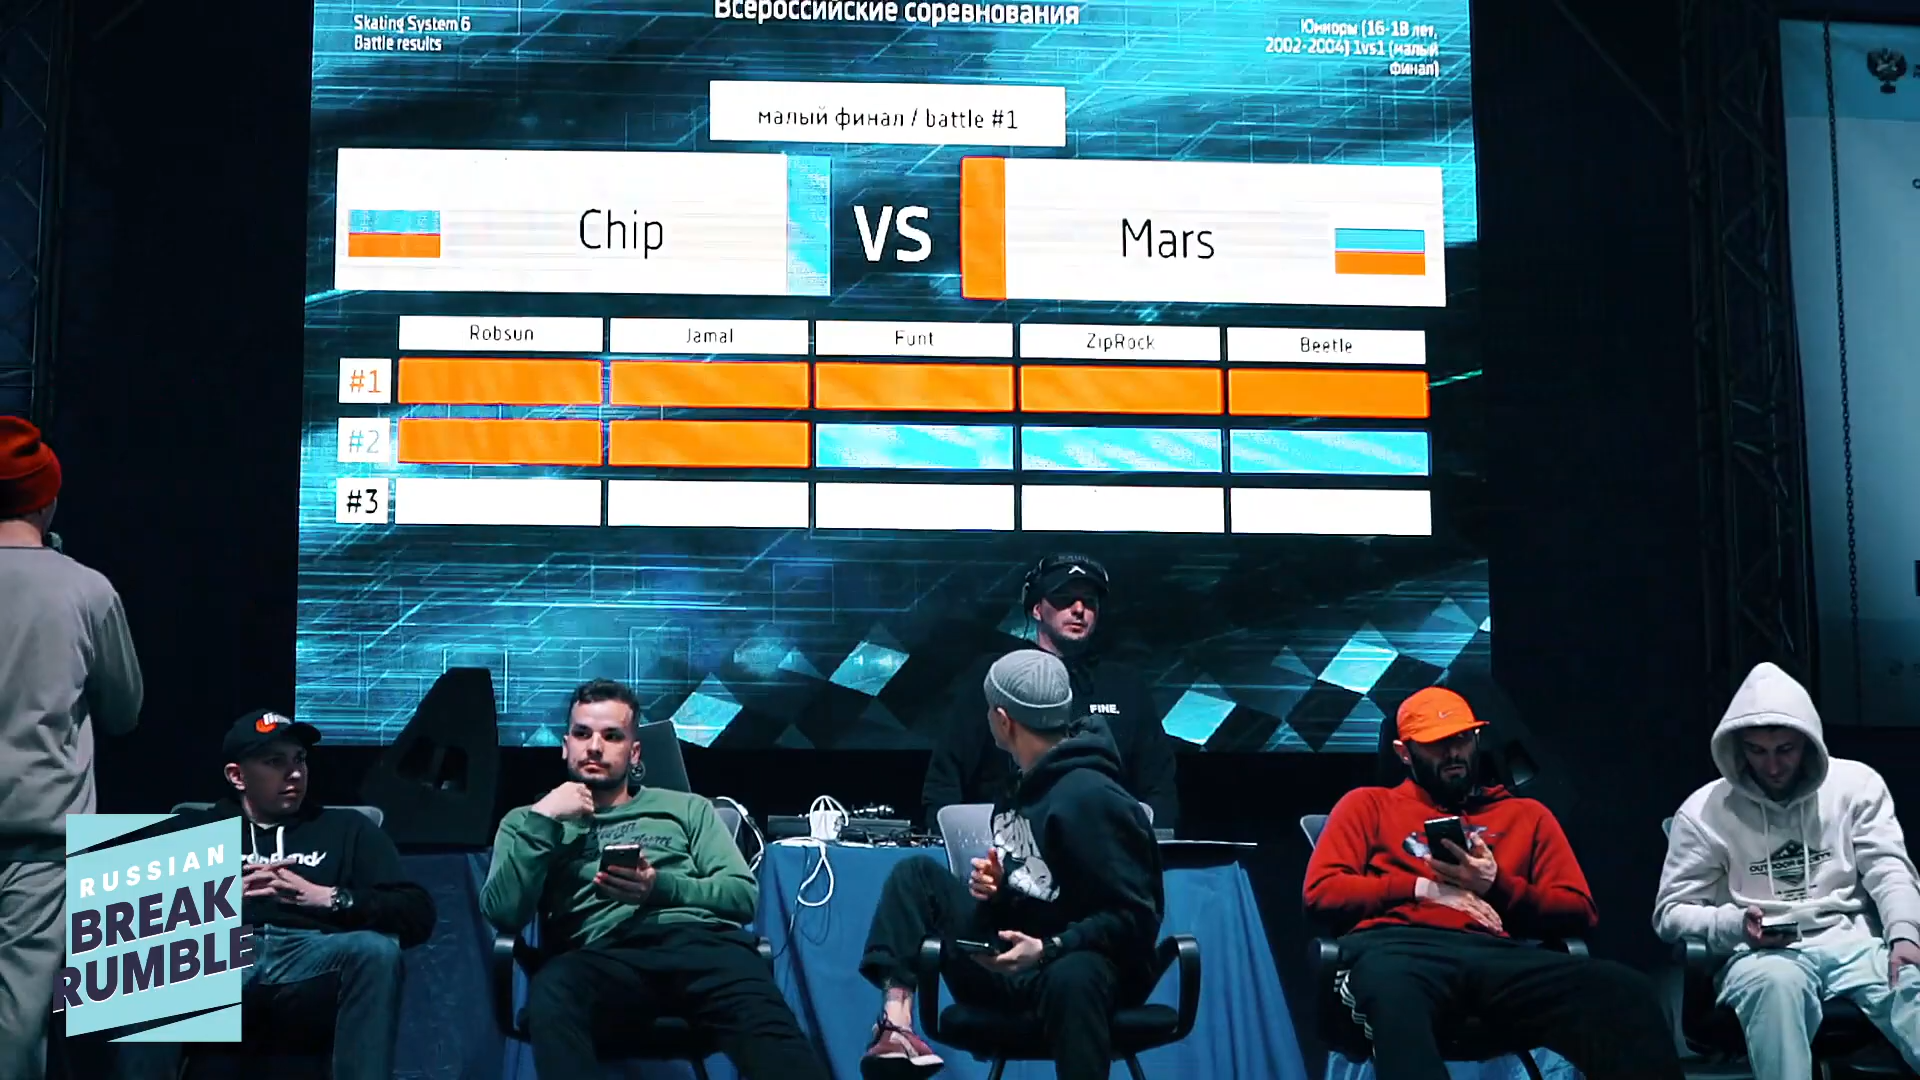 Всероссийские соревнования
Skating System 6
Battle results
Юниоры (16-18 лет,
2002-2004) 1vs1 (малый
финал)
малый финал / battle #1
Chip
VS
Mars
Robsun
Jamal
Funt
ZipRock
Beetle
#1
#2
#3
FINE.
RUSSIAN
BREAK
RUMBLE